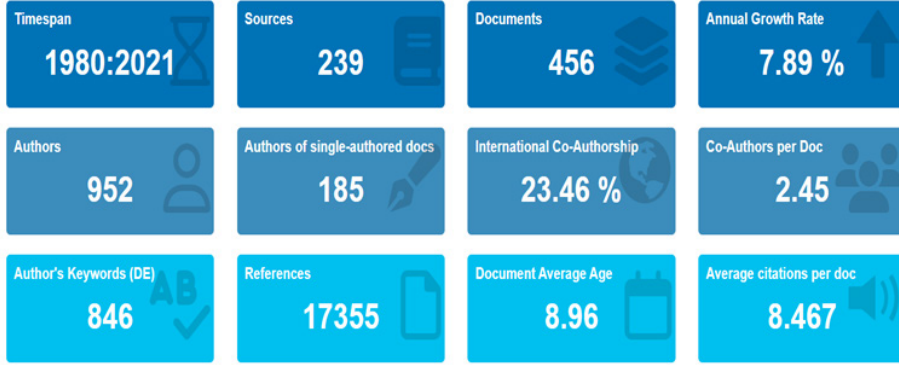 Timespan
1980:2021
Sources
239
Documents
456
Annual Growth Rate
7.89 %
Authors
952
Authors of single-authored docs
185
International Co-Authorship
23.46 %
Co-Authors per Doc
2.45
Author's Keywords (DE)
846
AB
References
17355
Document Average Age
8.96
Average citations per doc
8.467